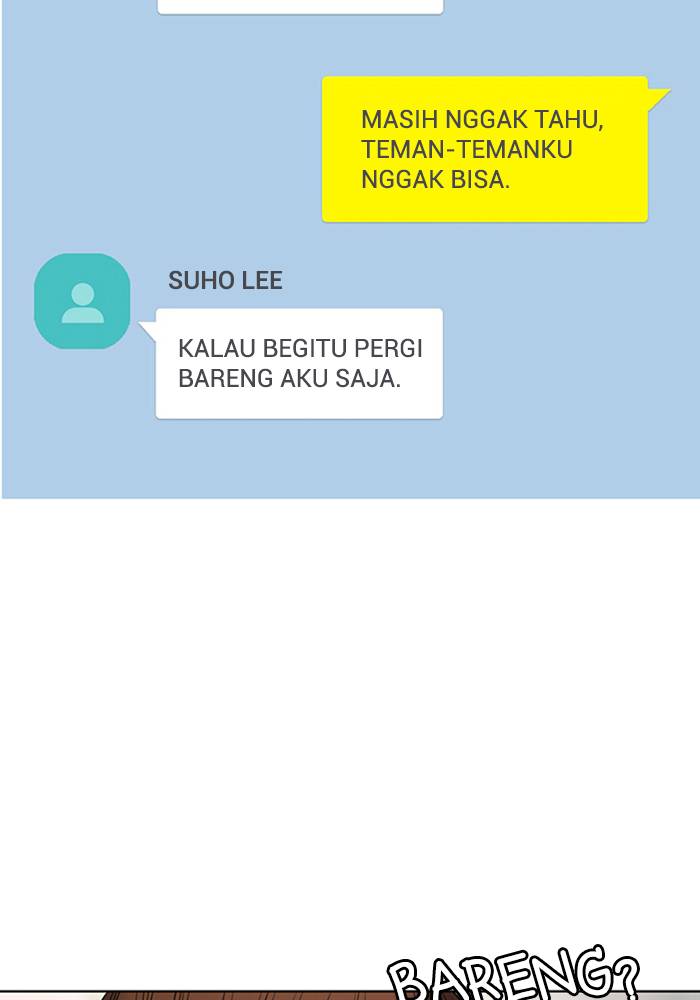 MASIH NGGAK TAHU,
TEMAN-TEMANKU
NGGAK BISA.
SUHO LEE
KALAU BEGITU PERGI
BARENG AKU SAJA.
BARENG?